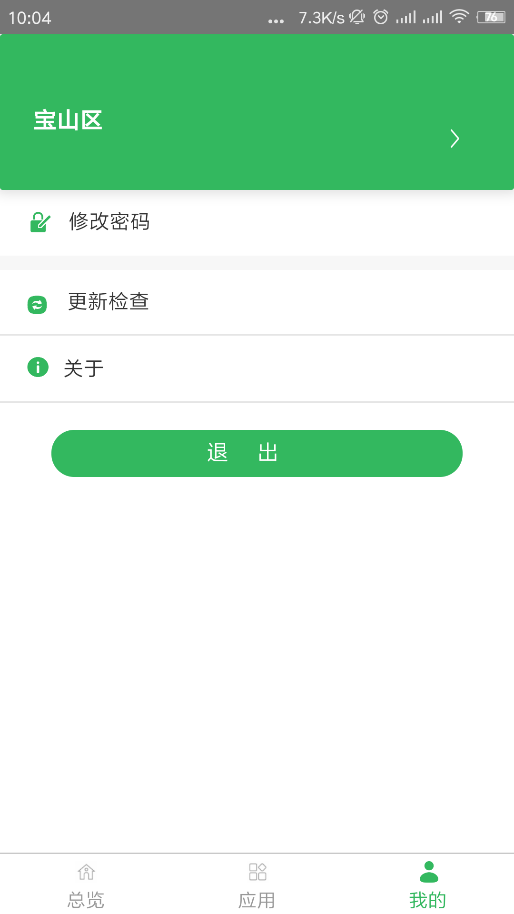 10:04 ... 7.3K/s 76
宝山区
修改密码
更新检查
关于
退 出
总览 应用 我的